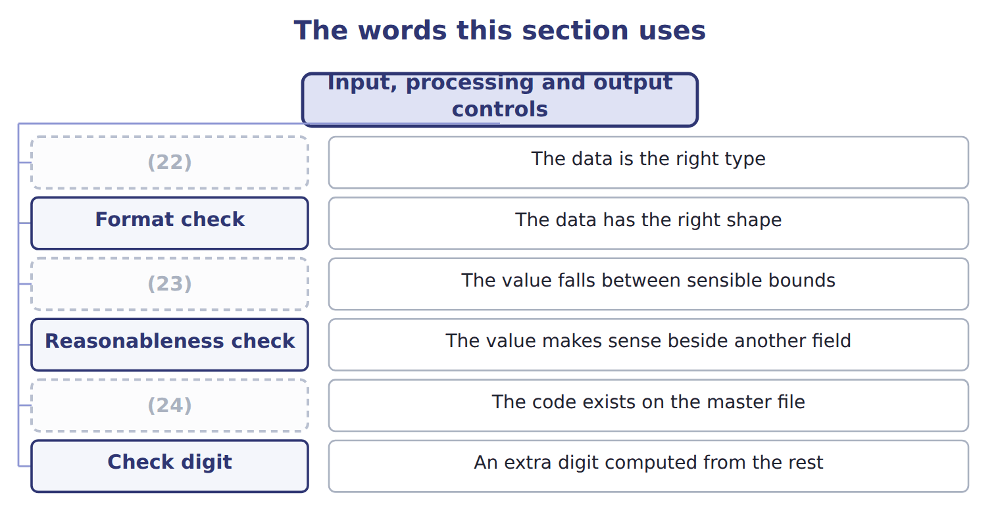 The words this section uses
Input, processing and output
controls
(22)
The data is the right type
Format check
The data has the right shape
(23)
The value falls between sensible bounds
Reasonableness check
The value makes sense beside another field
(24)
The code exists on the master file
Check digit
An extra digit computed from the rest